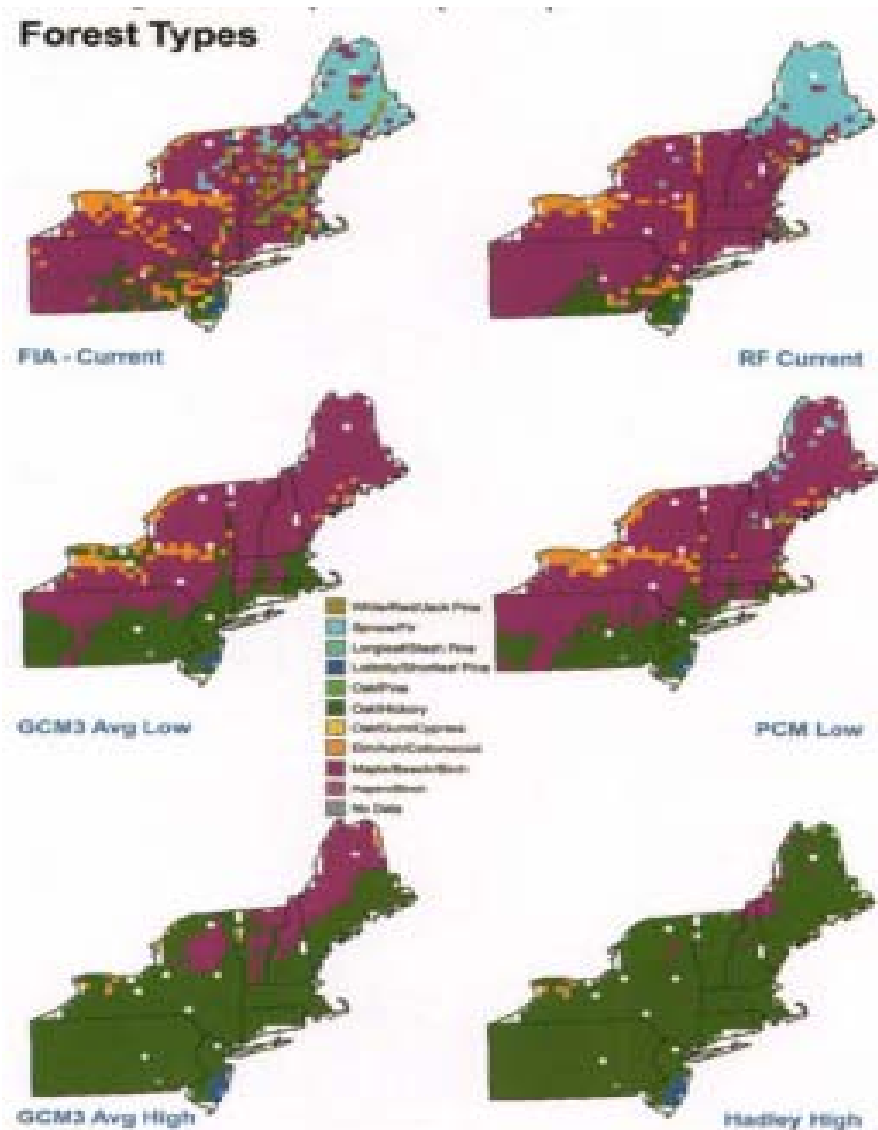 Forest Types
FIA - Current
RF Current
White/Red/Jack Pine
Spruce/Fir
Longleaf/Slash Pine
Loblolly/Shortleaf Pine
Oak/Pine
Oak/Hickory
Oak/Gum/Cypress
Elm/Ash/Cottonwood
Maple/Beech/Birch
Aspen/Birch
No Data
GCM3 Avg Low
PCM Low
GCM3 Avg High
Hadley High